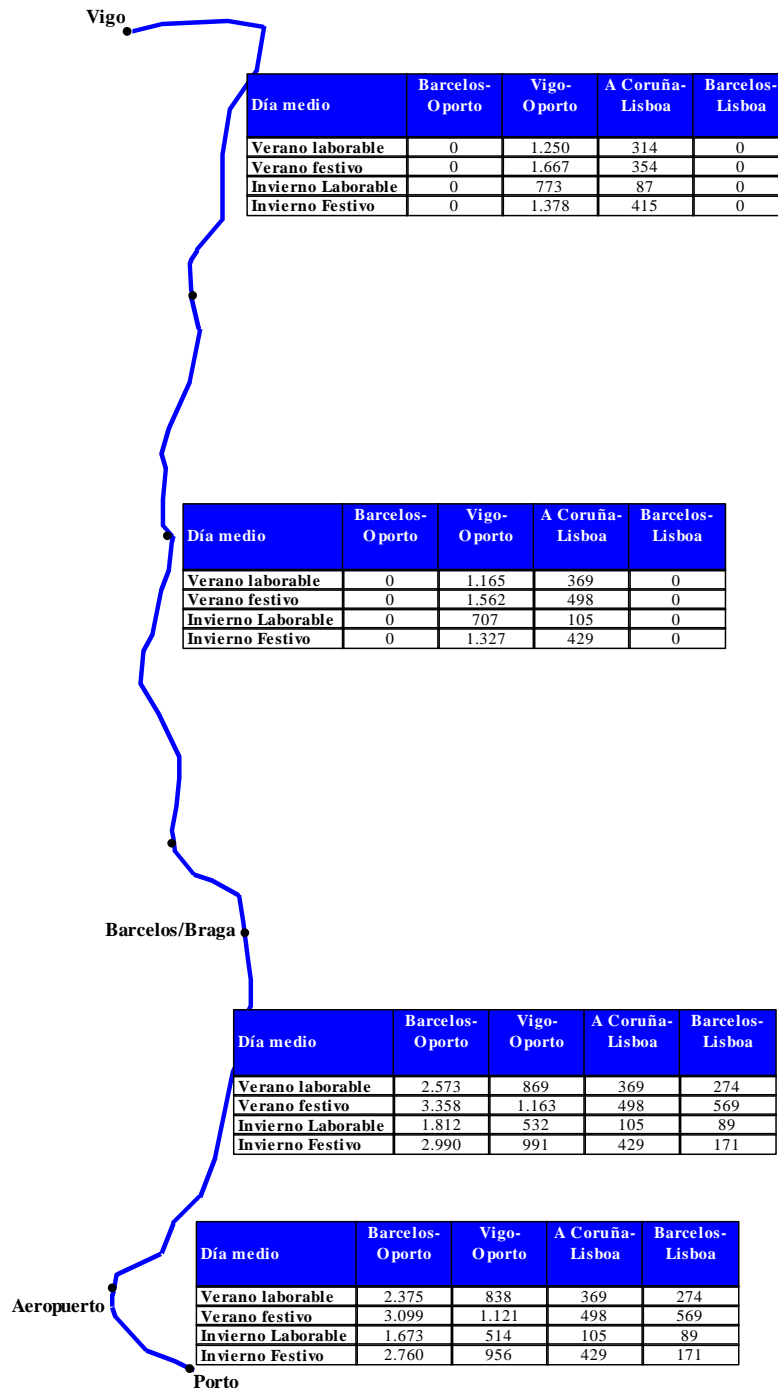 Vigo
Día medio Barcelos-Oporto Vigo-Oporto A Coruña-Lisboa Barcelos-Lisboa
Verano laborable 0 1.250 314 0
Verano festivo 0 1.667 354 0
Invierno Laborable 0 773 87 0
Invierno Festivo 0 1.378 415 0
Día medio Barcelos-Oporto Vigo-Oporto A Coruña-Lisboa Barcelos-Lisboa
Verano laborable 0 1.165 369 0
Verano festivo 0 1.562 498 0
Invierno Laborable 0 707 105 0
Invierno Festivo 0 1.327 429 0
Barcelos/Braga
Día medio Barcelos-Oporto Vigo-Oporto A Coruña-Lisboa Barcelos-Lisboa
Verano laborable 2.573 869 369 274
Verano festivo 3.358 1.163 498 569
Invierno Laborable 1.812 532 105 89
Invierno Festivo 2.990 991 429 171
Día medio Barcelos-Oporto Vigo-Oporto A Coruña-Lisboa Barcelos-Lisboa
Verano laborable 2.375 838 369 274
Verano festivo 3.099 1.121 498 569
Invierno Laborable 1.673 514 105 89
Invierno Festivo 2.760 956 429 171
Aeropuerto
Porto